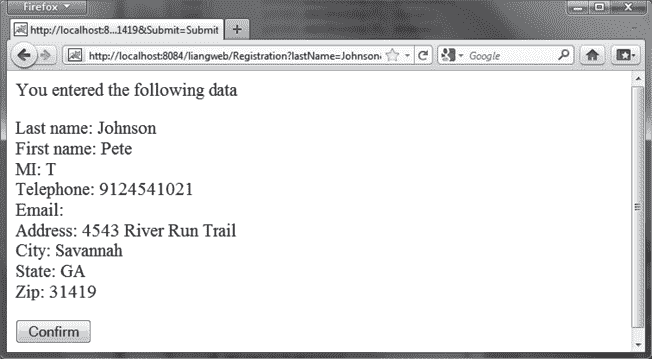 Firefox
http://localhost:8...1419&Submit=Submit
http://localhost:8084/liangweb/Registration?lastName=Johnson
Google
You entered the following data
Last name: Johnson
First name: Pete
MI: T
Telephone: 9124541021
Email:
Address: 4543 River Run Trail
City: Savannah
State: GA
Zip: 31419
Confirm